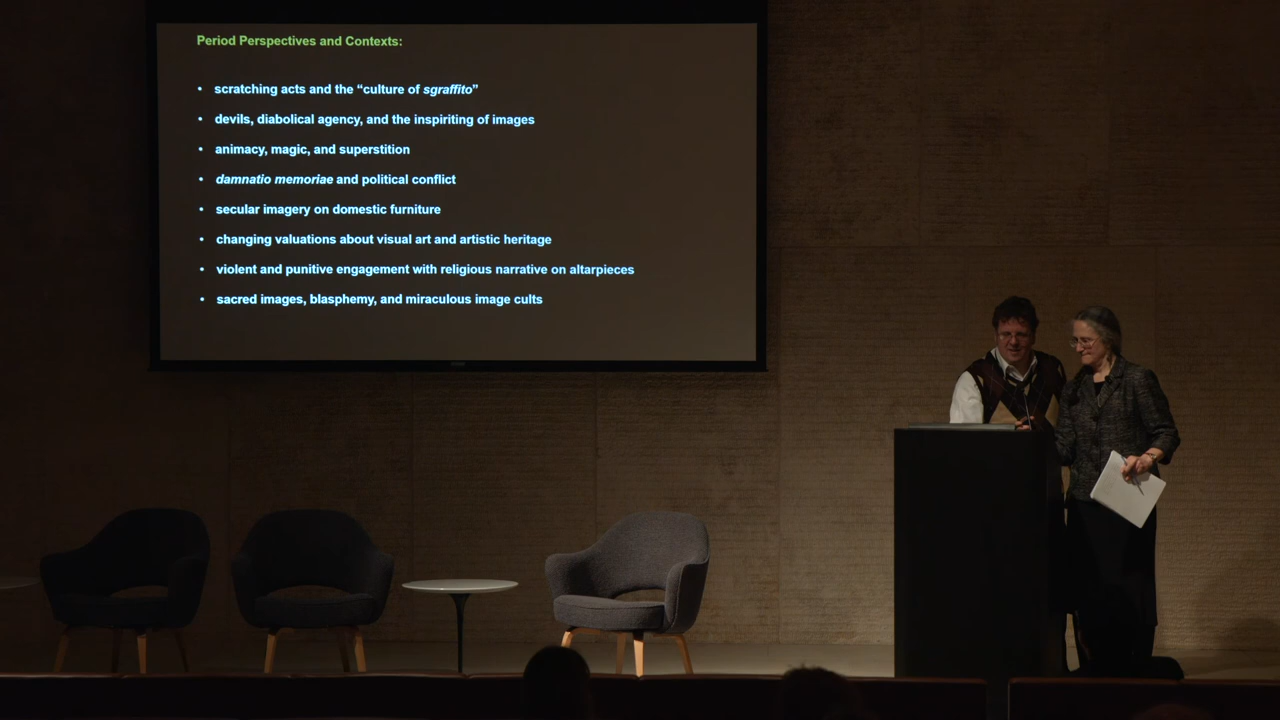 Period Perspectives and Contexts:
• scratching acts and the “culture of sgraffito”
• devils, diabolical agency, and the inspiriting of images
• animacy, magic, and superstition
• damnatio memoriae and political conflict
• secular imagery on domestic furniture
• changing valuations about visual art and artistic heritage
• violent and punitive engagement with religious narrative on altarpieces
• sacred images, blasphemy, and miraculous image cults